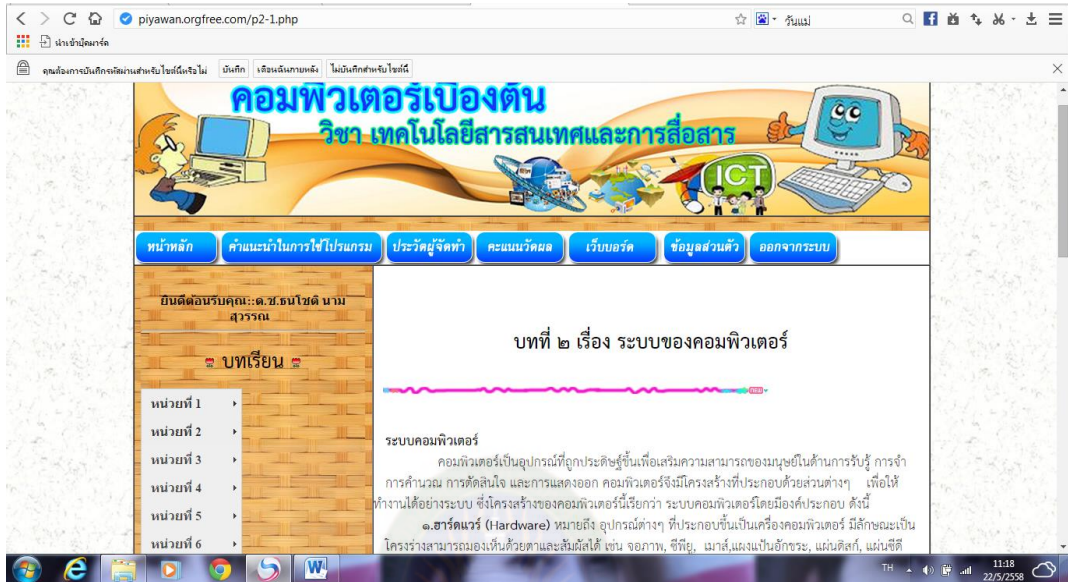 piyawan.orgfree.com/p2-1.php
วันแม่
นำเข้าบุ๊คมาร์ค
คุณต้องการบันทึกรหัสผ่านสำหรับไซต์นี้หรือไม่ บันทึก เตือนฉันภายหลัง ไม่บันทึกสำหรับไซต์นี้
คอมพิวเตอร์เบื้องต้น
วิชา เทคโนโลยีสารสนเทศและการสื่อสาร
ICT
หน้าหลัก คำแนะนำในการใช้โปรแกรม ประวัติผู้จัดทำ คะแนนวัดผล เว็บบอร์ด ข้อมูลส่วนตัว ออกจากระบบ
ยินดีต้อนรับคุณ::ด.ช.ธนโชติ นาม
สุวรรณ
บทเรียน
หน่วยที่ 1
หน่วยที่ 2
หน่วยที่ 3
หน่วยที่ 4
หน่วยที่ 5
หน่วยที่ 6
บทที่ ๒ เรื่อง ระบบของคอมพิวเตอร์
ระบบคอมพิวเตอร์
คอมพิวเตอร์เป็นอุปกรณ์ที่ถูกประดิษฐ์ขึ้นเพื่อเสริมความสามารถของมนุษย์ในด้านการรับรู้ การจำ
การคำนวณ การตัดสินใจ และการแสดงออก คอมพิวเตอร์จึงมีโครงสร้างที่ประกอบด้วยส่วนต่างๆ เพื่อให้
ทำงานได้อย่างระบบ ซึ่งโครงสร้างของคอมพิวเตอร์นี้เรียกว่า ระบบคอมพิวเตอร์โดยมีองค์ประกอบ ดังนี้
๑.ฮาร์ดแวร์ (Hardware) หมายถึง อุปกรณ์ต่างๆ ที่ประกอบขึ้นเป็นเครื่องคอมพิวเตอร์ มีลักษณะเป็น
โครงร่างสามารถมองเห็นด้วยตาและสัมผัสได้ เช่น จอภาพ, ซีพียู, เมาส์,แผงแป้นอักขระ, แผ่นดิสก์, แผ่นซีดี
TH
11:18
22/5/2558